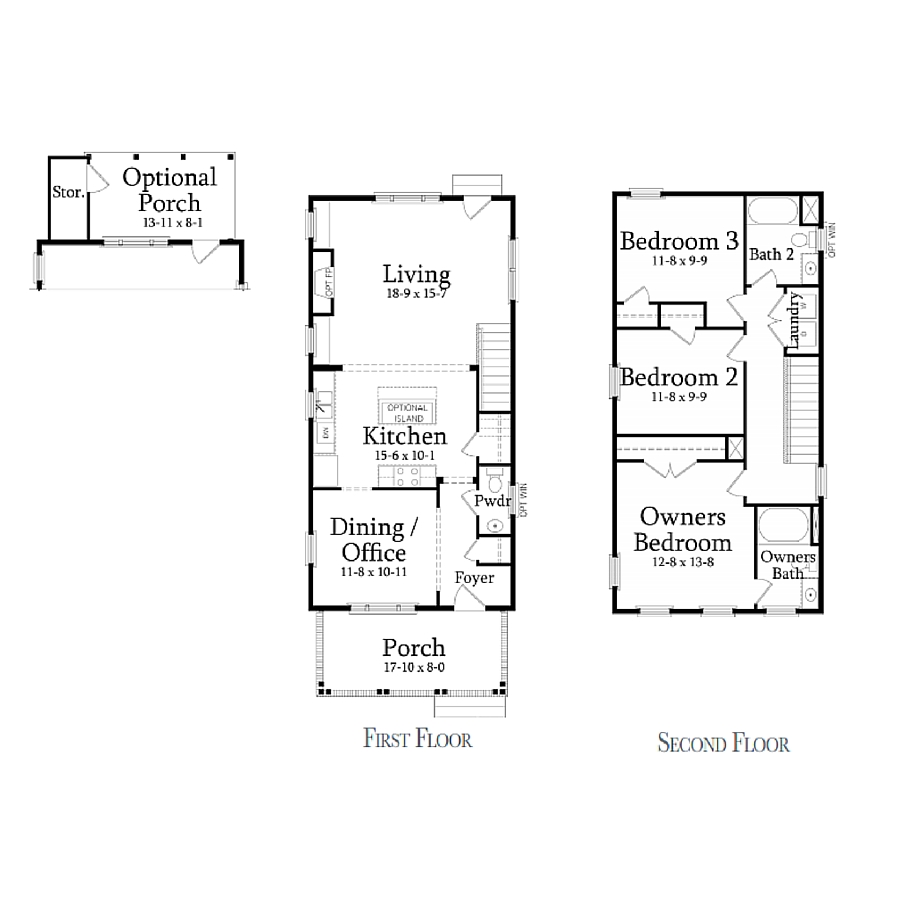 Stor.
Optional
Porch
13-11 x 8-1
Living
18-9 x 15-7
OPT FP
OPTIONAL
ISLAND
DW
Kitchen
15-6 x 10-1
Pwdr
OPT WIN
Dining /
Office
11-8 x 10-11
Foyer
Porch
17-10 x 8-0
First Floor
Bedroom 3
11-8 x 9-9
Bath 2
OPT WIN
Laundry
W
D
Bedroom 2
11-8 x 9-9
Owners
Bedroom
12-8 x 13-8
Owners
Bath
Second Floor